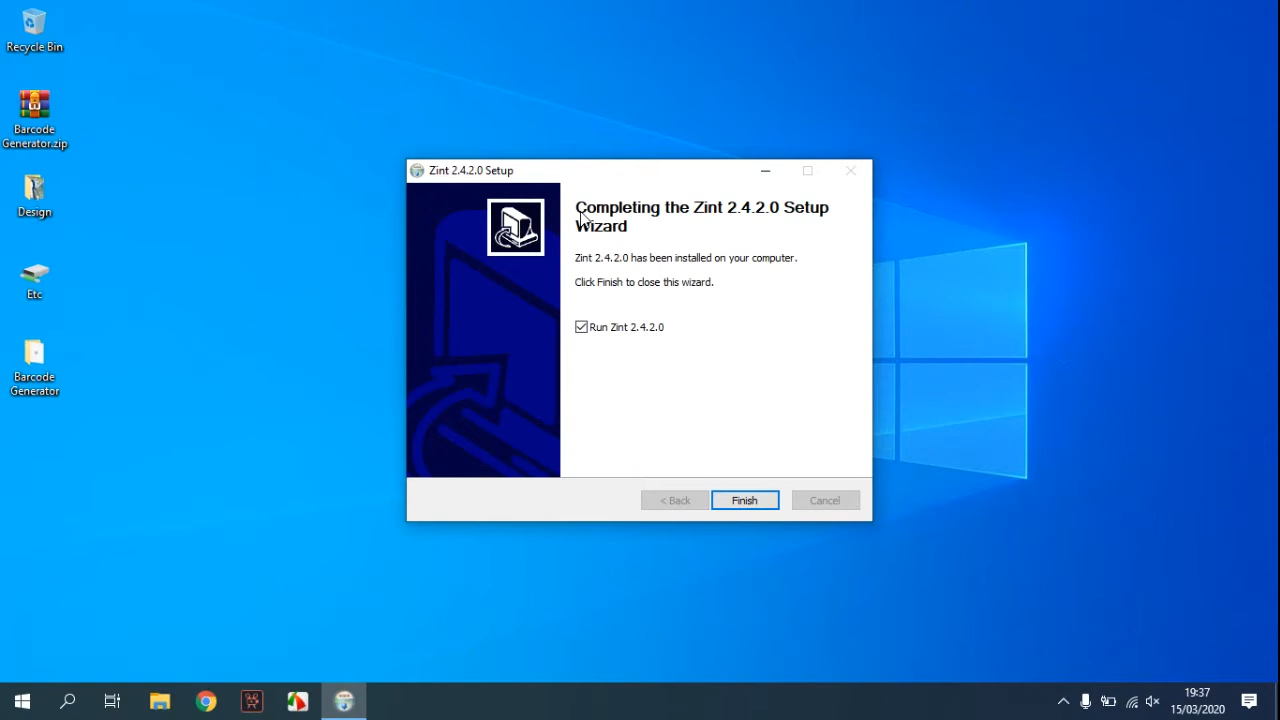 Recycle Bin
Barcode
Generator.zip
Design
Etc
Barcode
Generator
Zint 2.4.2.0 Setup
Completing the Zint 2.4.2.0 Setup
Wizard
Zint 2.4.2.0 has been installed on your computer.
Click Finish to close this wizard.
Run Zint 2.4.2.0
< Back
Finish
Cancel
19:37
15/03/2020